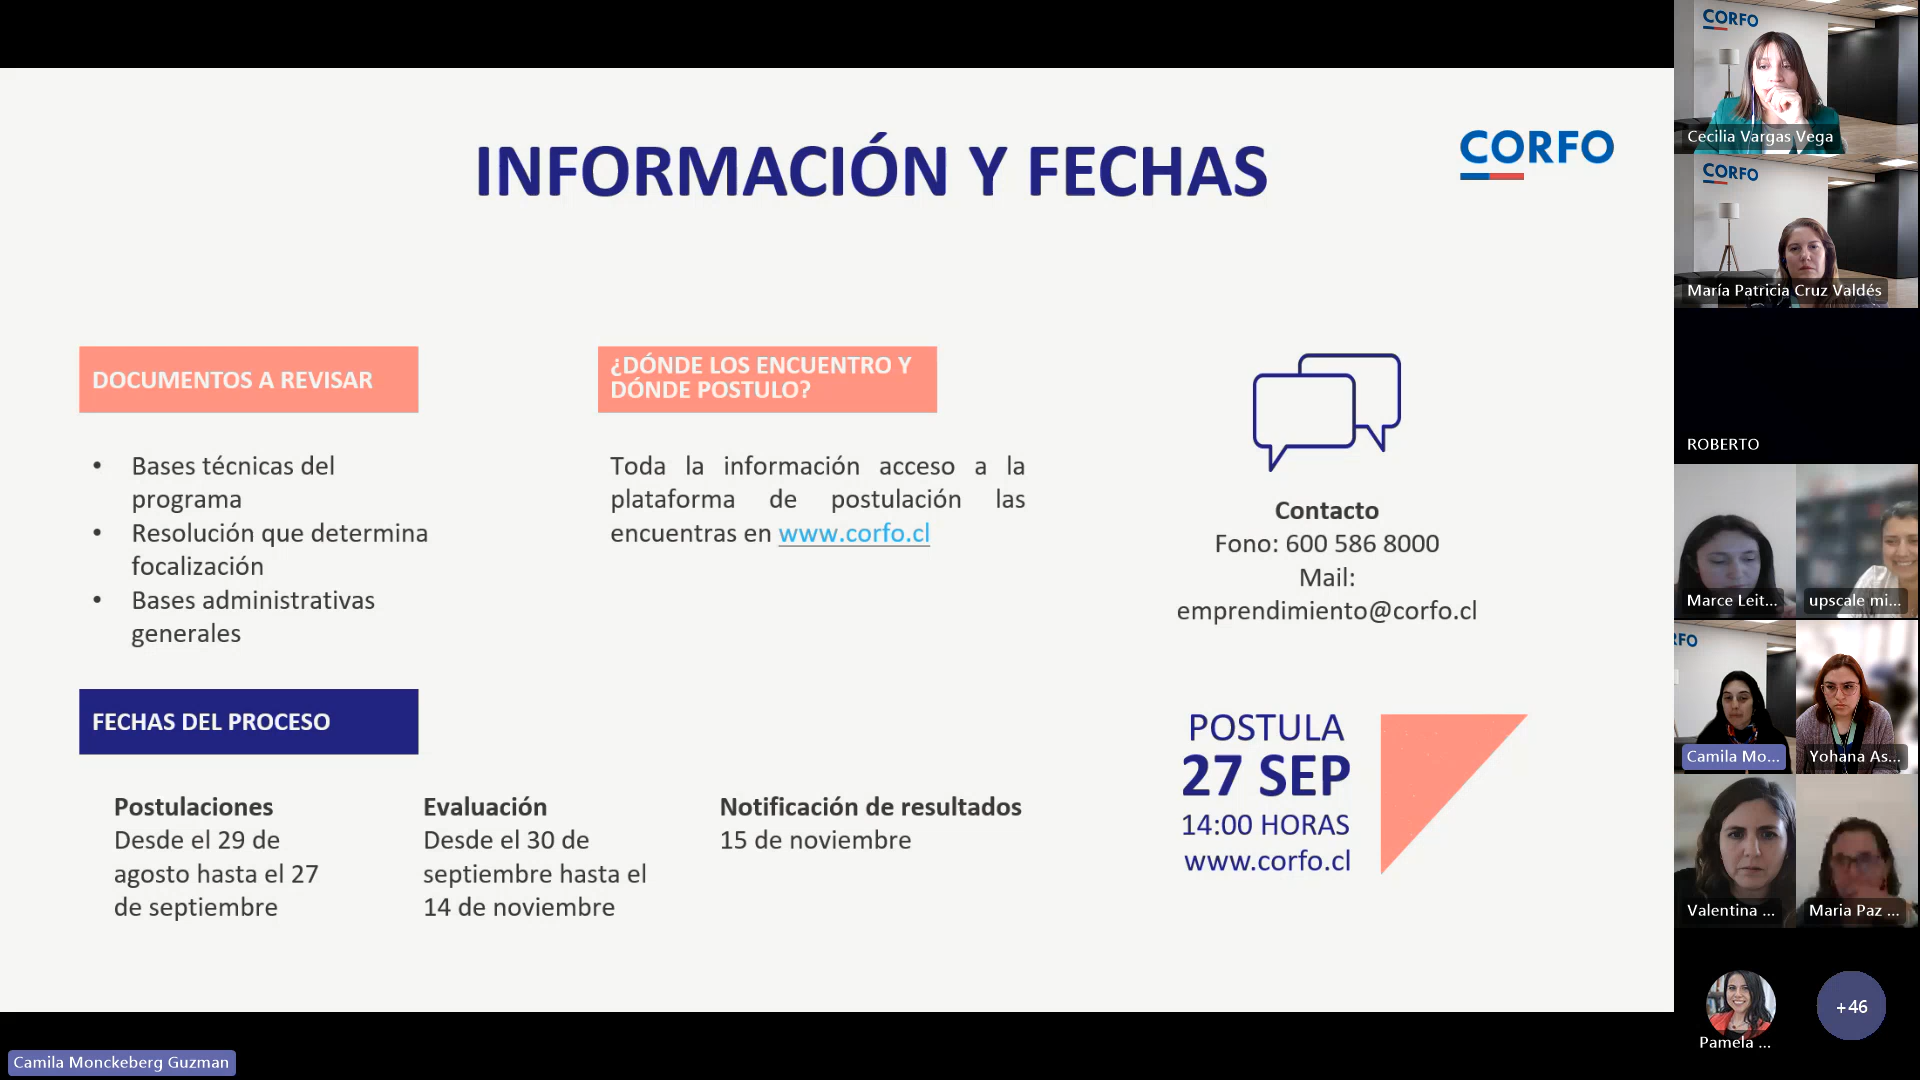 INFORMACIÓN Y FECHAS
CORFO
DOCUMENTOS A REVISAR
• Bases técnicas del
programa
• Resolución que determina
focalización
• Bases administrativas
generales
¿DÓNDE LOS ENCUENTRO Y
DÓNDE POSTULO?
Toda la información acceso a la
plataforma de postulación las
encuentras en www.corfo.cl
Contacto
Fono: 600 586 8000
Mail:
emprendimiento@corfo.cl
FECHAS DEL PROCESO
Postulaciones
Desde el 29 de
agosto hasta el 27
de septiembre
Evaluación
Desde el 30 de
septiembre hasta el
14 de noviembre
Notificación de resultados
15 de noviembre
POSTULA
27 SEP
14:00 HORAS
www.corfo.cl
CORFO
Cecilia Vargas Vega
CORFO
María Patricia Cruz Valdés
ROBERTO
Marce Leit...
upscale mi...
RFO
Camila Mo...
Yohana As...
Valentina ...
Maria Paz ...
Pamela ...
+46
Camila Monckeberg Guzman